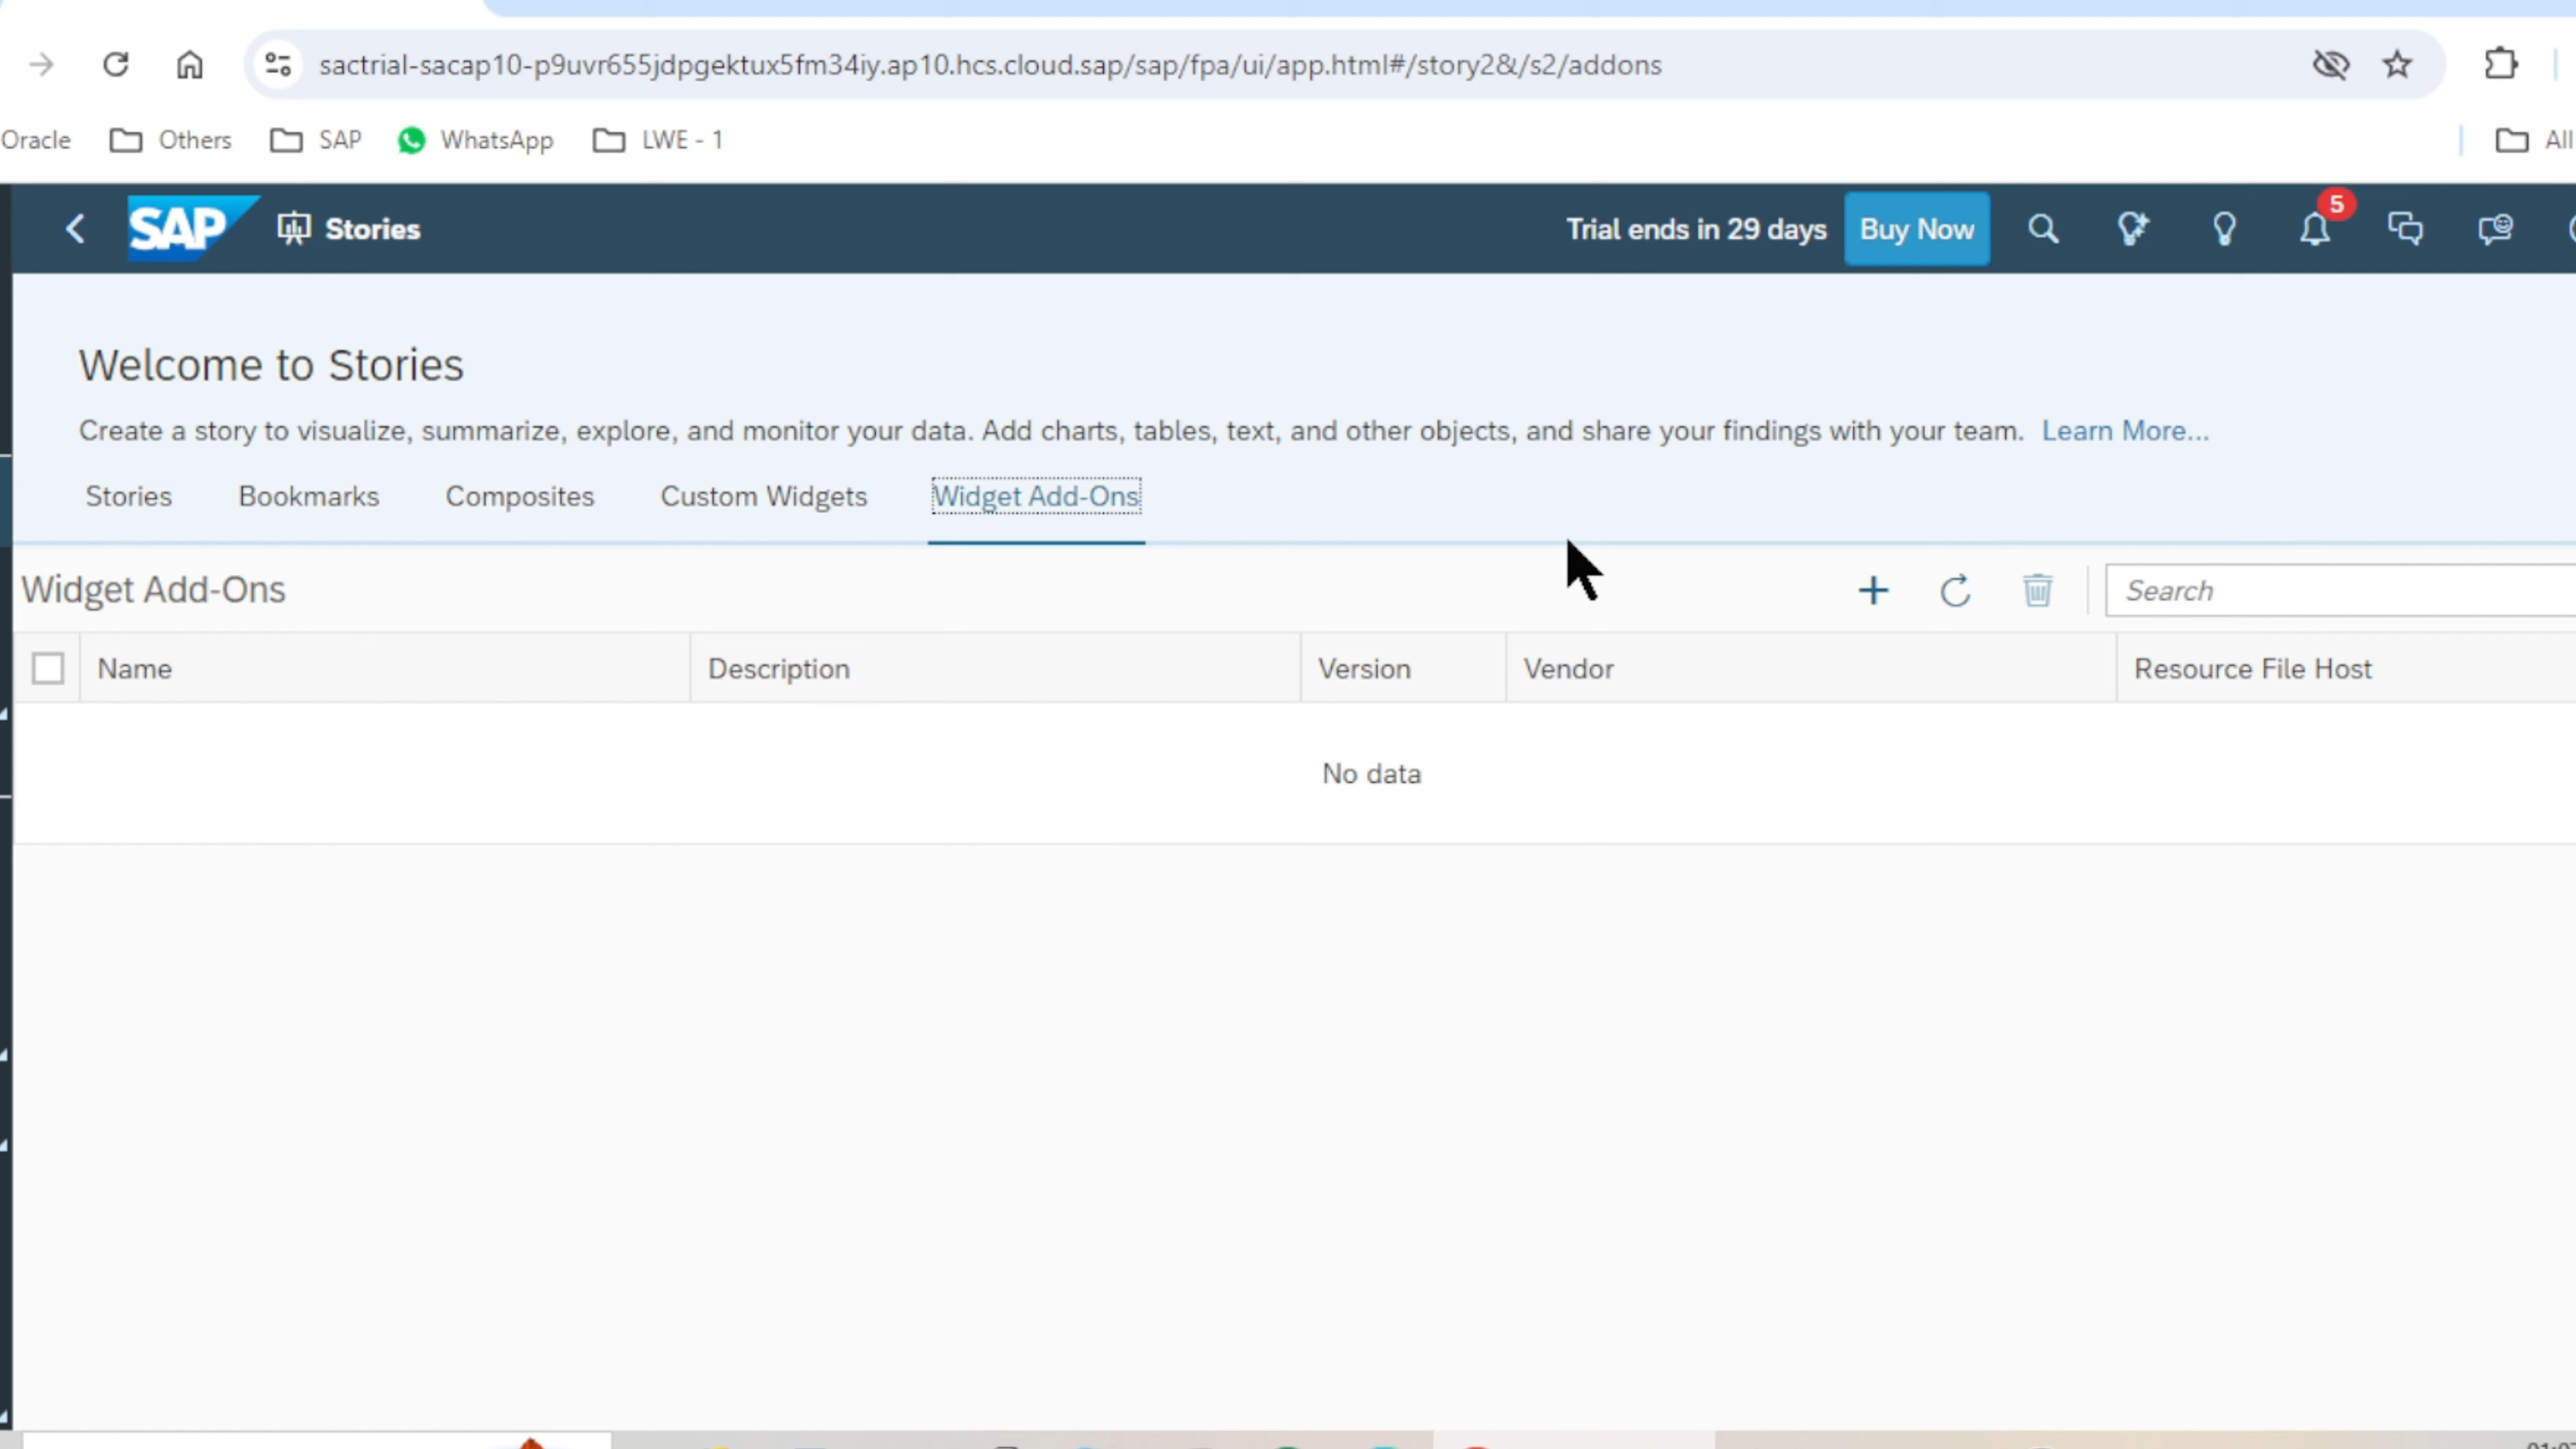 sactrial-sacap10-p9uvr655jdpgektux5fm34iy.ap10.hcs.cloud.sap/sap/fpa/ui/app.html#/story2&/s2/addons
Oracle Others SAP WhatsApp LWE - 1 All
SAP Stories Trial ends in 29 days Buy Now 5
Welcome to Stories
Create a story to visualize, summarize, explore, and monitor your data. Add charts, tables, text, and other objects, and share your findings with your team. Learn More...
Stories Bookmarks Composites Custom Widgets Widget Add-Ons
Widget Add-Ons Search
Name Description Version Vendor Resource File Host
No data